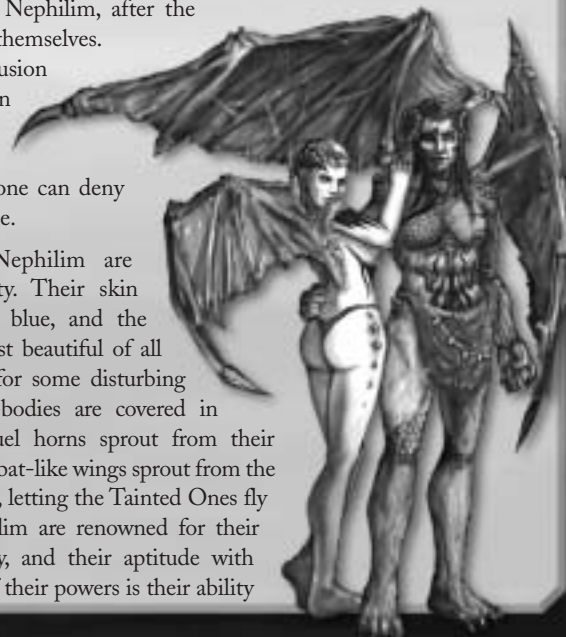 Nephilim, after the
themselves.
usion
n
one can deny
e.
Nephilim are
ty. Their skin
blue, and the
st beautiful of all
for some disturbing
bodies are covered in
uel horns sprout from their
bat-like wings sprout from the
, letting the Tainted Ones fly
lim are renowned for their
y, and their aptitude with
f their powers is their ability